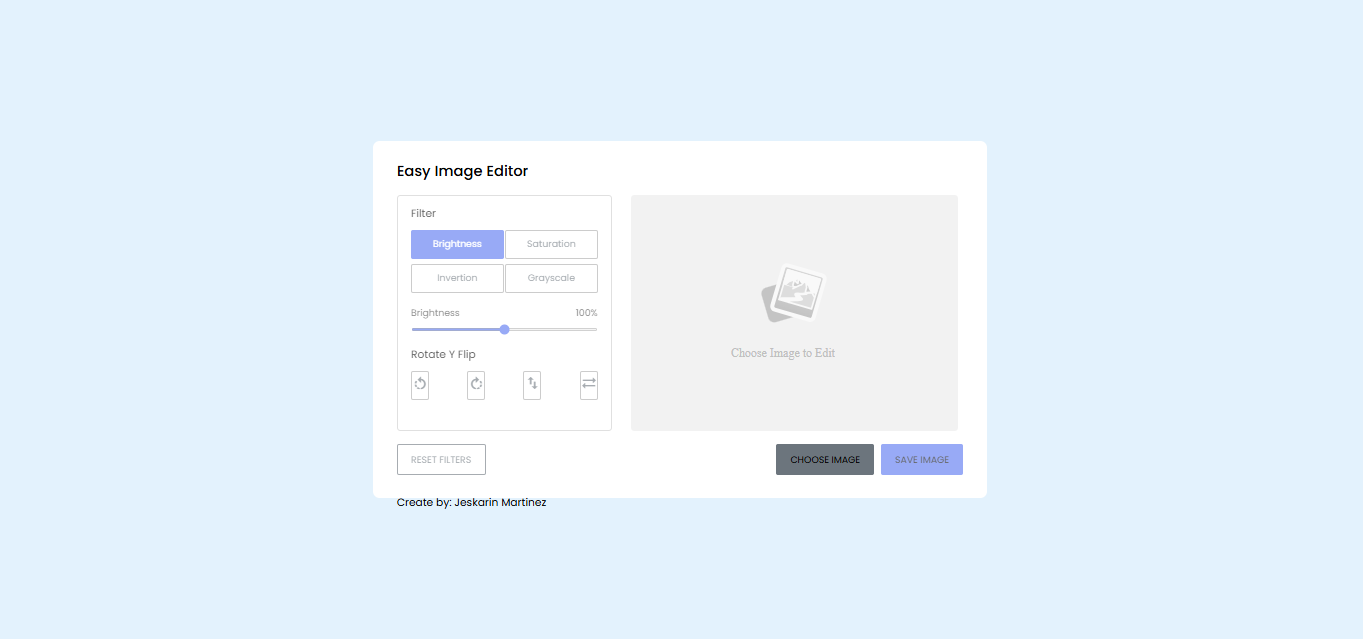 Easy Image Editor
Filter
Brightness Saturation
Invertion Grayscale
Brightness 100%
Rotate Y Flip
Choose Image to Edit
RESET FILTERS CHOOSE IMAGE SAVE IMAGE
Create by: Jeskarin Martinez